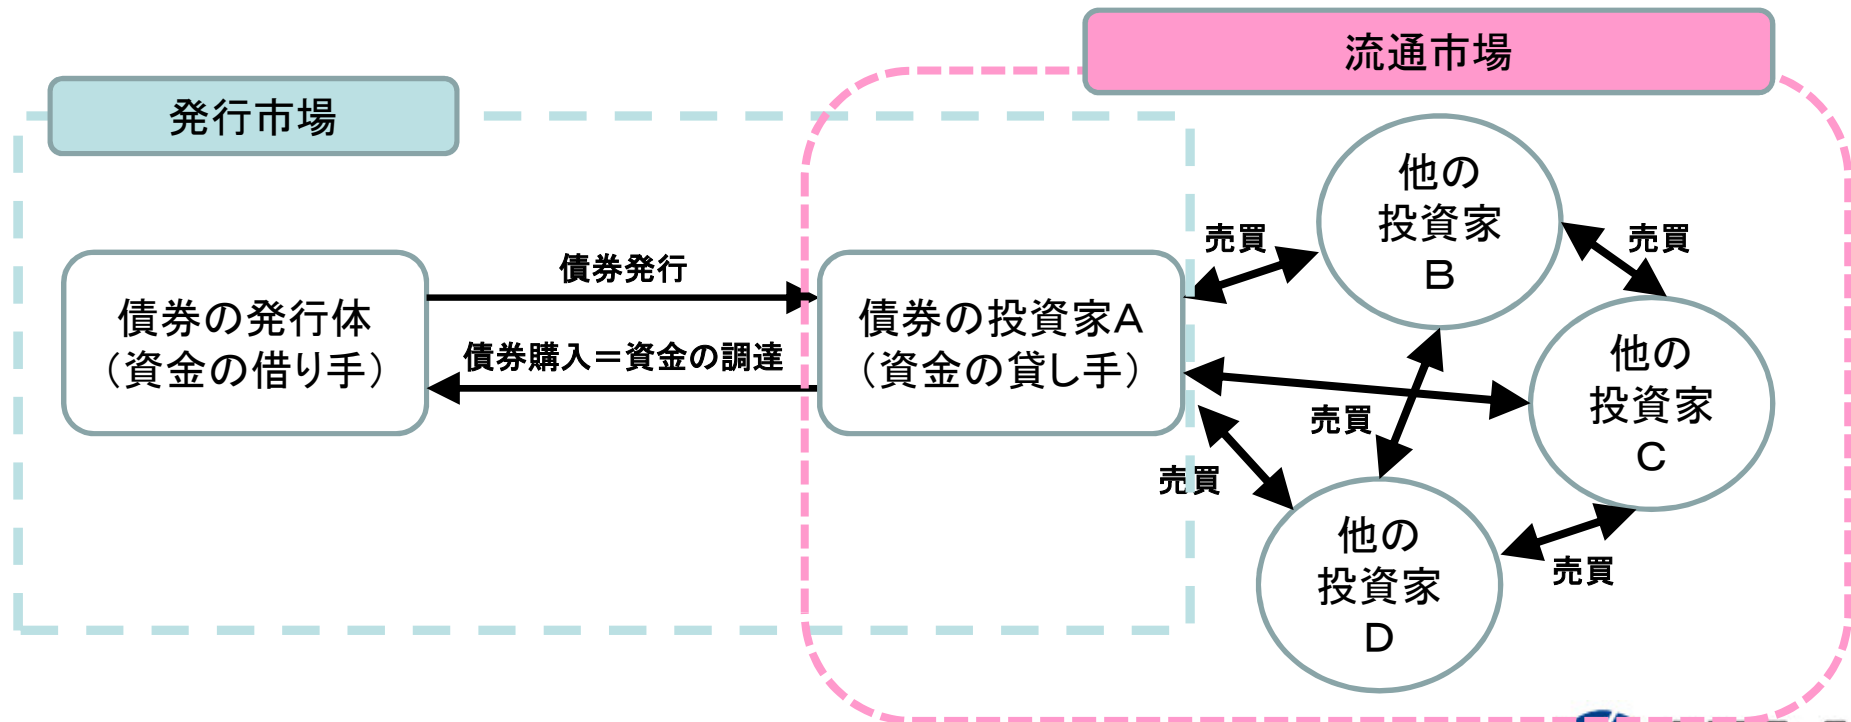 流通市場
発行市場
債券の発行体
（資金の借り手）
債券発行
債券購入＝資金の調達
債券の投資家A
（資金の貸し手）
売買
他の
投資家
B
売買
売買
他の
投資家
C
売買
他の
投資家
D
売買